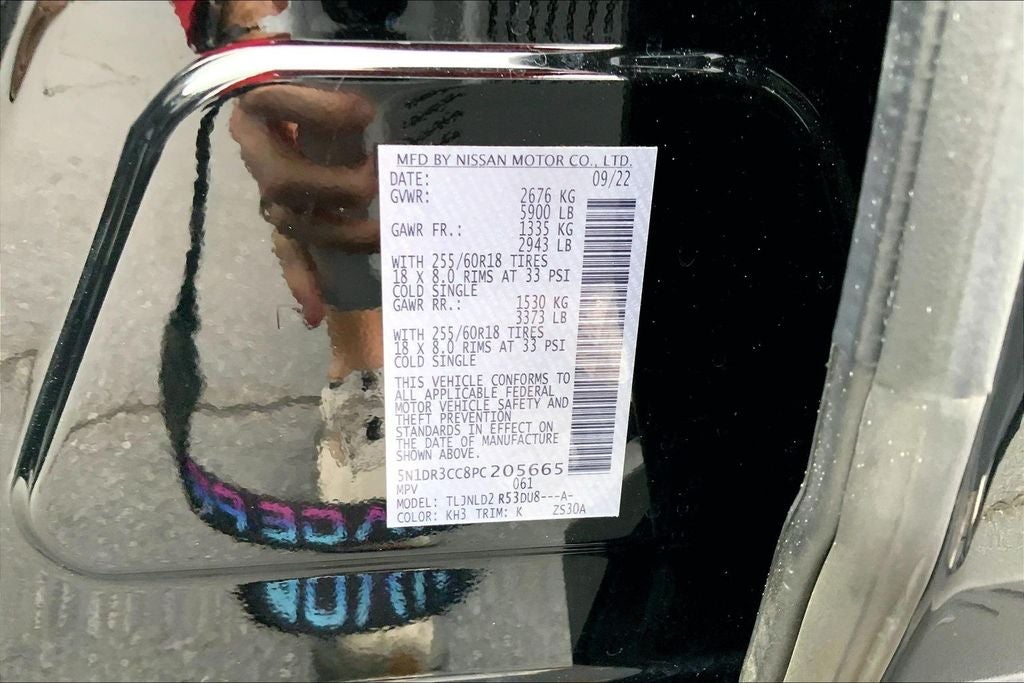 MFD BY NISSAN MOTOR CO., LTD.
DATE: 09/22
GVWR: 2676 KG
5900 LB
GAWR FR.: 1335 KG
2943 LB
WITH 255/60R18 TIRES
18 X 8.0 RIMS AT 33 PSI
COLD SINGLE
GAWR RR.: 1530 KG
3373 LB
WITH 255/60R18 TIRES
18 X 8.0 RIMS AT 33 PSI
COLD SINGLE
THIS VEHICLE CONFORMS TO
ALL APPLICABLE FEDERAL
MOTOR VEHICLE SAFETY AND
THEFT PREVENTION
STANDARDS IN EFFECT ON
THE DATE OF MANUFACTURE
SHOWN ABOVE.
5N1DR3CC8PC205665
MPV 061
MODEL: TLJNLD2 R53DU8---A-
COLOR: KH3 TRIM: K ZS30A